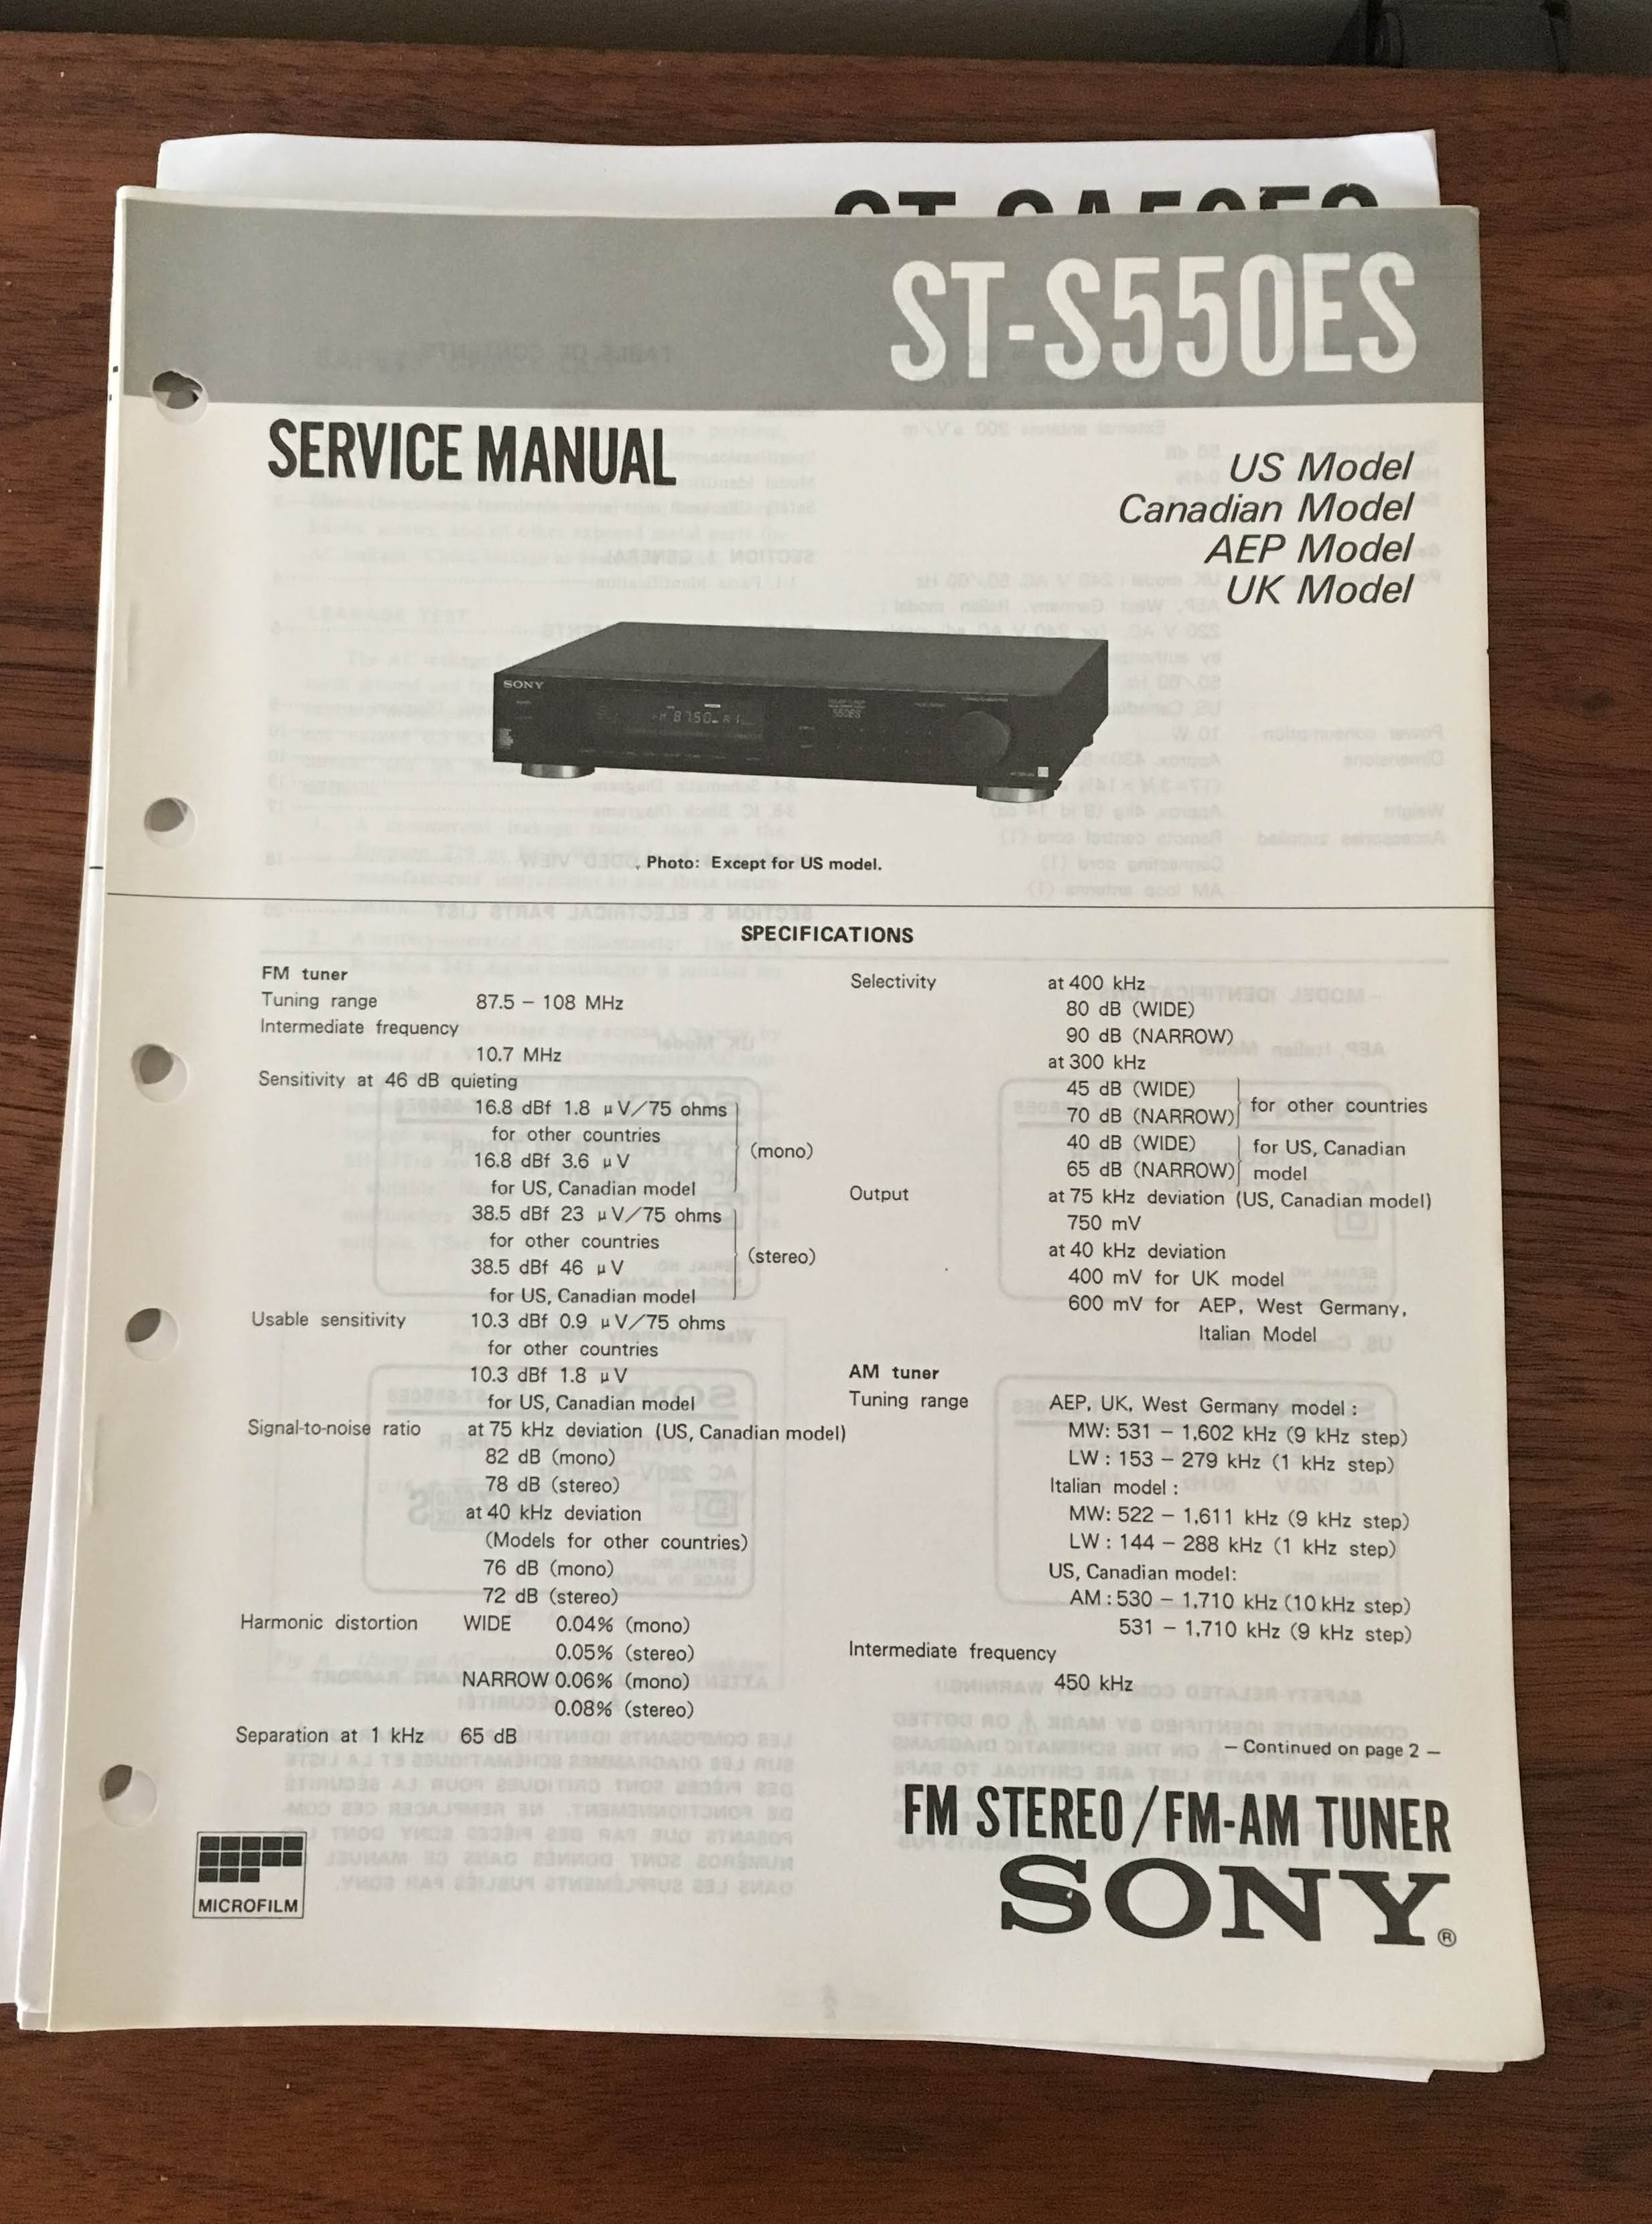 ST-S550ES
SERVICE MANUAL
US Model
Canadian Model
AEP Model
UK Model
SONY
550ES
Photo: Except for US model.
SPECIFICATIONS
FM tuner
Tuning range 87.5 – 108 MHz
Intermediate frequency
10.7 MHz
Sensitivity at 46 dB quieting
16.8 dBf 1.8 μV/75 ohms
for other countries
16.8 dBf 3.6 μV
for US, Canadian model
(mono)
38.5 dBf 23 μV/75 ohms
for other countries
38.5 dBf 46 μV
for US, Canadian model
(stereo)
Usable sensitivity 10.3 dBf 0.9 μV/75 ohms
for other countries
10.3 dBf 1.8 μV
for US, Canadian model
Signal-to-noise ratio at 75 kHz deviation (US, Canadian model)
82 dB (mono)
78 dB (stereo)
at 40 kHz deviation
(Models for other countries)
76 dB (mono)
72 dB (stereo)
Harmonic distortion WIDE 0.04% (mono)
0.05% (stereo)
NARROW 0.06% (mono)
0.08% (stereo)
Separation at 1 kHz 65 dB
Selectivity at 400 kHz
80 dB (WIDE)
90 dB (NARROW)
at 300 kHz
45 dB (WIDE)
70 dB (NARROW)
for other countries
40 dB (WIDE)
65 dB (NARROW)
for US, Canadian
model
Output at 75 kHz deviation (US, Canadian model)
750 mV
at 40 kHz deviation
400 mV for UK model
600 mV for AEP, West Germany,
Italian Model
AM tuner
Tuning range AEP, UK, West Germany model :
MW: 531 – 1,602 kHz (9 kHz step)
LW : 153 – 279 kHz (1 kHz step)
Italian model :
MW: 522 – 1,611 kHz (9 kHz step)
LW : 144 – 288 kHz (1 kHz step)
US, Canadian model:
AM : 530 – 1,710 kHz (10 kHz step)
531 – 1,710 kHz (9 kHz step)
Intermediate frequency
450 kHz
– Continued on page 2 –
FM STEREO/FM-AM TUNER
SONY®
MICROFILM